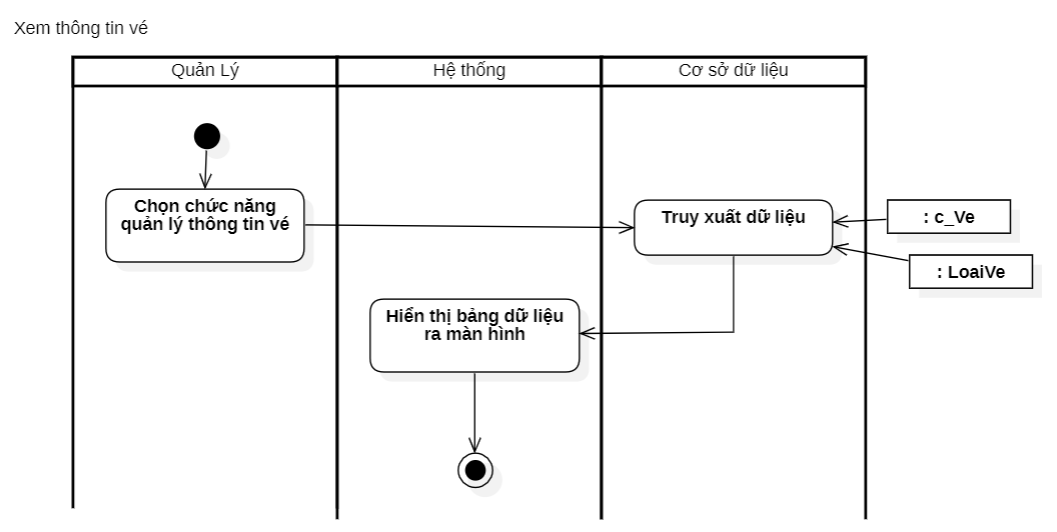 Xem thông tin vé
Quản Lý
Hệ thống
Cơ sở dữ liệu
Chọn chức năng
quản lý thông tin vé
Truy xuất dữ liệu
: c_Ve
: LoaiVe
Hiển thị bảng dữ liệu
ra màn hình